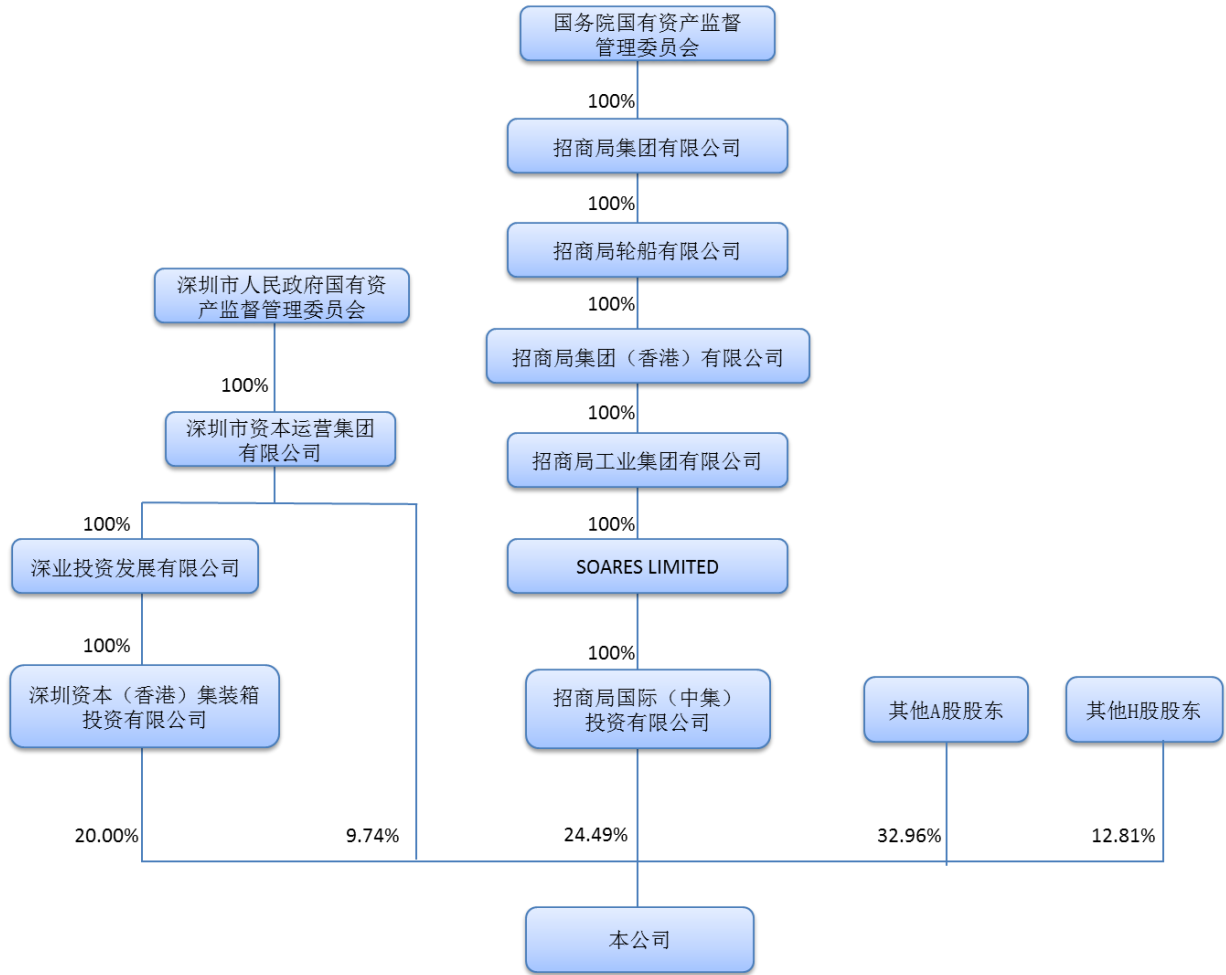 国务院国有资产监督
管理委员会
100%
招商局集团有限公司
100%
招商局轮船有限公司
100%
招商局集团（香港）有限公司
100%
招商局工业集团有限公司
100%
SOARES LIMITED
100%
招商局国际（中集）
投资有限公司
深圳市人民政府国有资
产监督管理委员会
100%
深圳市资本运营集团
有限公司
100%
深业投资发展有限公司
100%
深圳资本（香港）集装箱
投资有限公司
其他A股股东
其他H股股东
20.00%
9.74%
24.49%
32.96%
12.81%
本公司